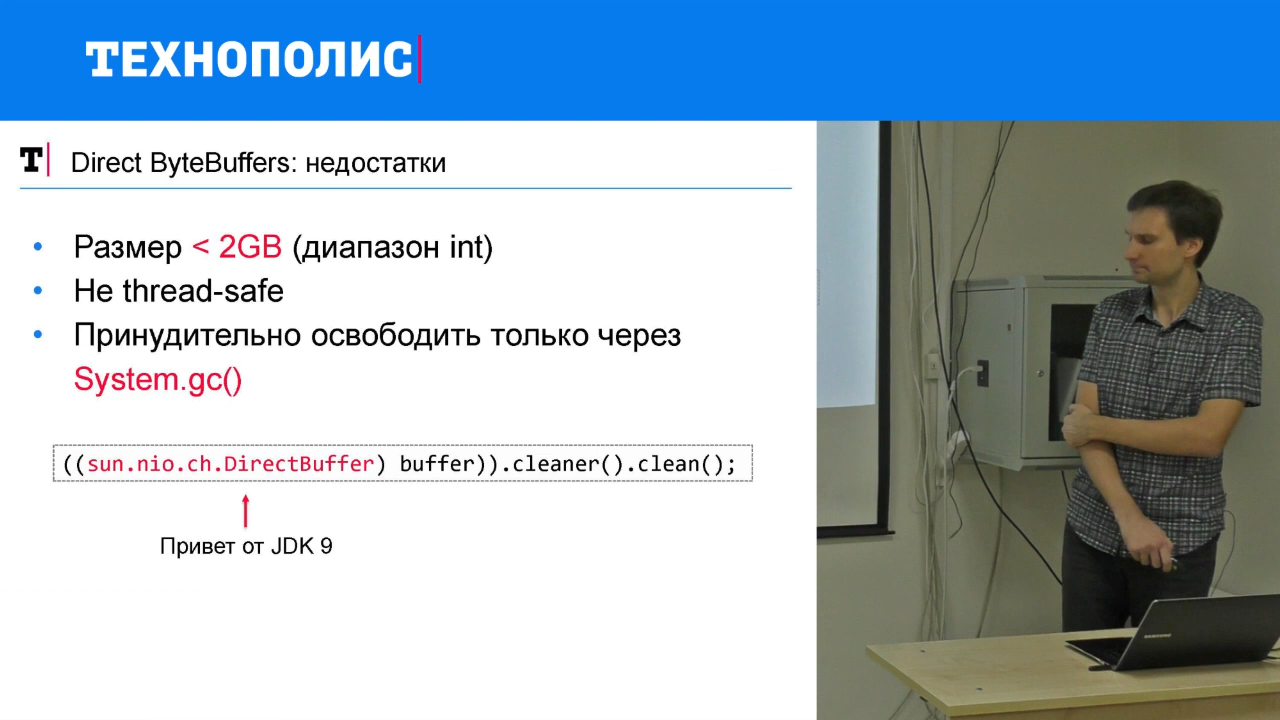 ТЕХНОПОЛИС
T Direct ByteBuffers: недостатки
• Размер < 2GB (диапазон int)
• Не thread-safe
• Принудительно освободить только через
System.gc()
((sun.nio.ch.DirectBuffer) buffer)).cleaner().clean();
Привет от JDK 9
SAMSUNG